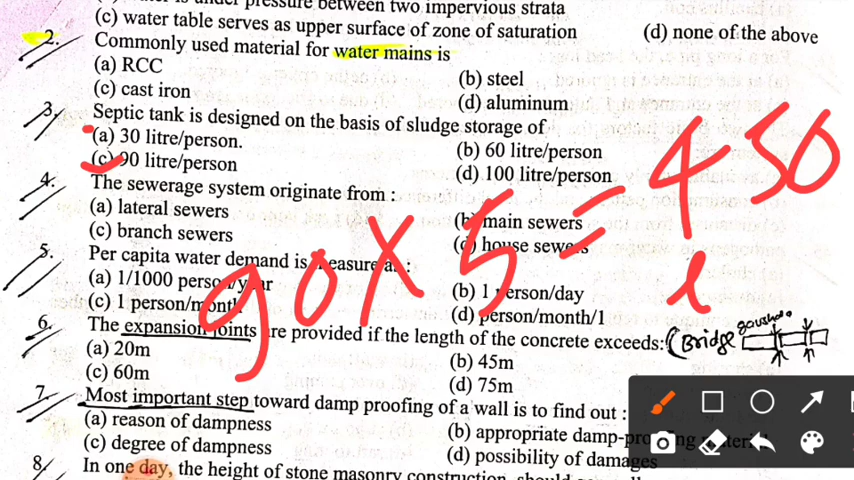 under pressure between two impervious strata
(c) water table serves as upper surface of zone of saturation (d) none of the above
2. Commonly used material for water mains is
(a) RCC (b) steel
(c) cast iron (d) aluminum
3. Septic tank is designed on the basis of sludge storage of
(a) 30 litre/person. (b) 60 litre/person
(c) 90 litre/person (d) 100 litre/person
4. The sewerage system originate from :
(a) lateral sewers (b) main sewers
(c) branch sewers (d) house sewers
90 X 5 = 450 l
5. Per capita water demand is measure as :
(a) 1/1000 person/year (b) 1 person/day
(c) 1 person/month (d) person/month/1
6. The expansion joints are provided if the length of the concrete exceeds: (Bridge
(a) 20m (b) 45m
(c) 60m (d) 75m
7. Most important step toward damp proofing of a wall is to find out :
(a) reason of dampness (b) appropriate damp-proofing
(c) degree of dampness (d) possibility of damages
8. In one day, the height of stone masonry construction, should